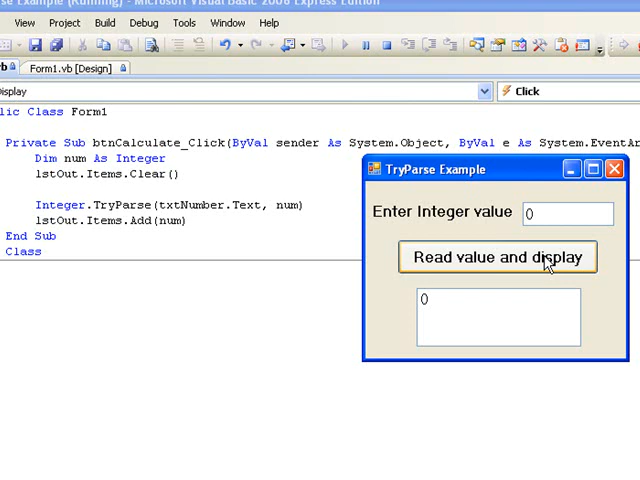 se Example (Running) - Microsoft Visual Basic 2008 Express Edition
View Project Build Debug Tools Window Help
vb Form1.vb [Design]
Display Click
lic Class Form1
Private Sub btnCalculate_Click(ByVal sender As System.Object, ByVal e As System.EventAr
Dim num As Integer
lstOut.Items.Clear()
Integer.TryParse(txtNumber.Text, num)
lstOut.Items.Add(num)
End Sub
Class
TryParse Example
Enter Integer value 0
Read value and display
0